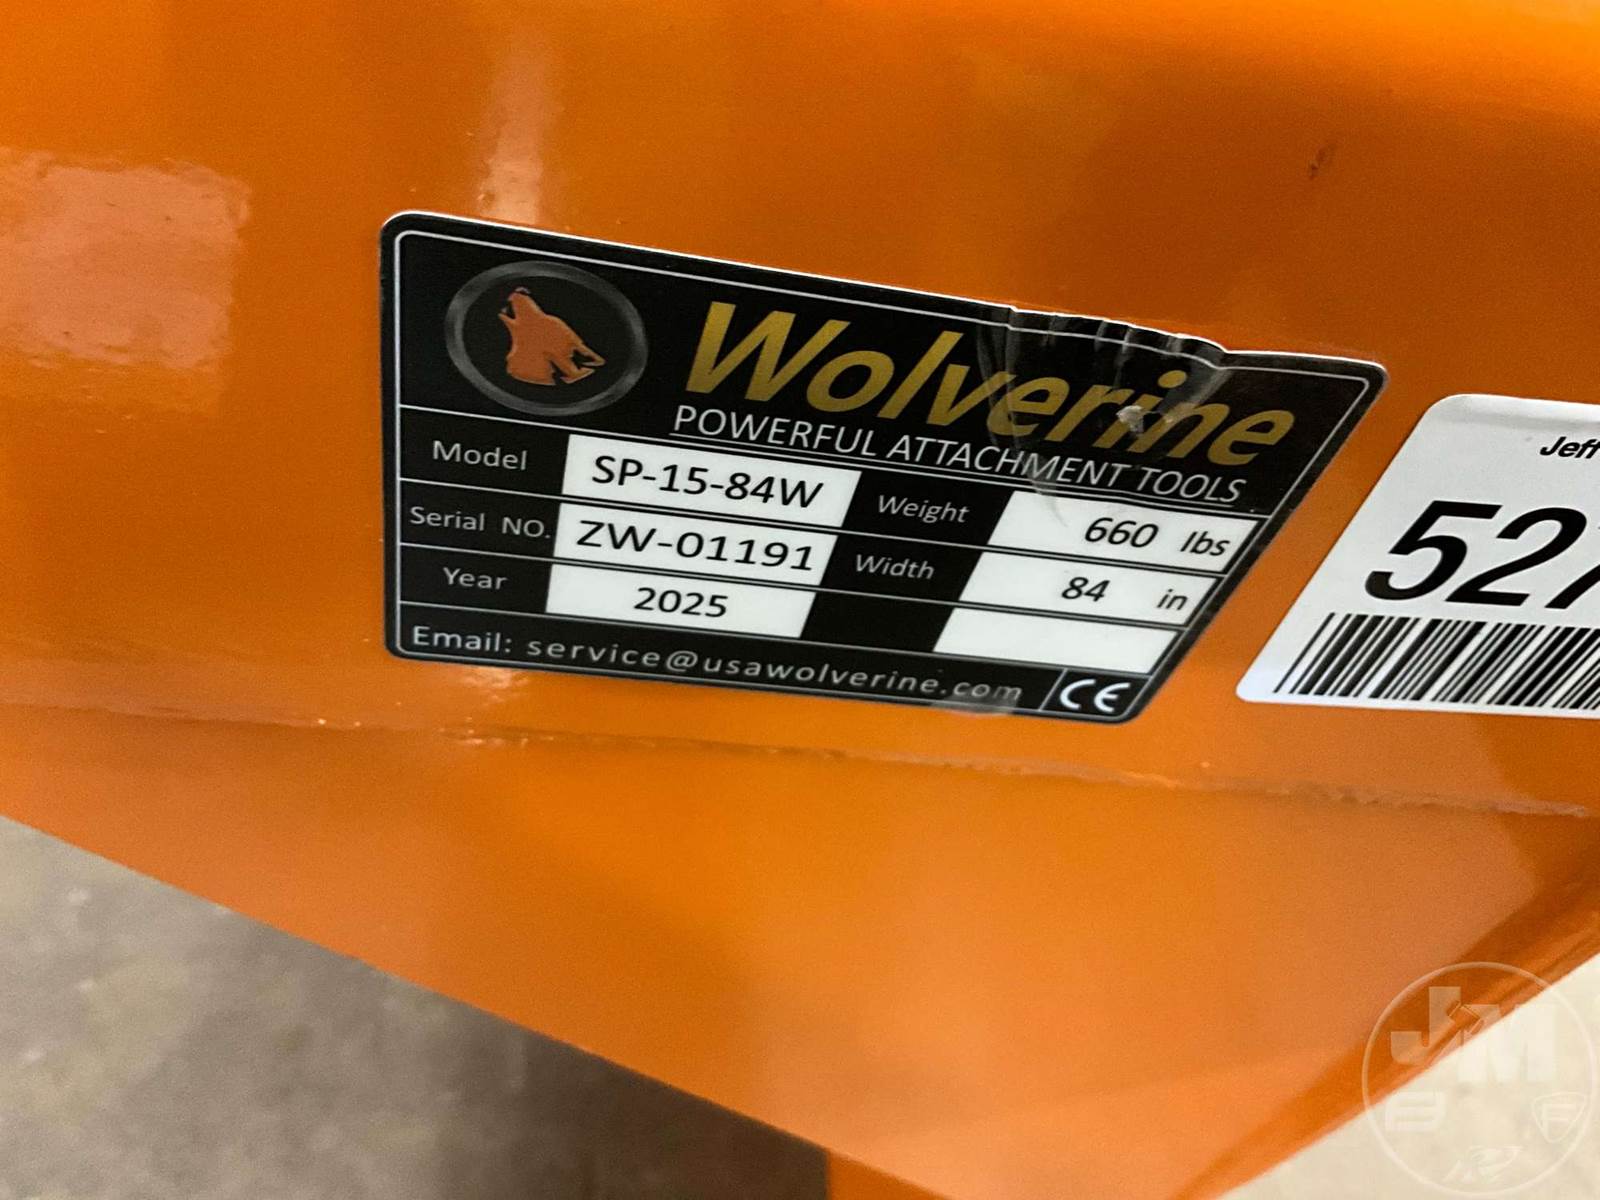 Wolverine
POWERFUL ATTACHMENT TOOLS
Model SP-15-84W Weight 660 lbs
Serial NO. ZW-01191 Width 84 in
Year 2025
Email: service@usawolverine.com CE
Jeff
527
JM